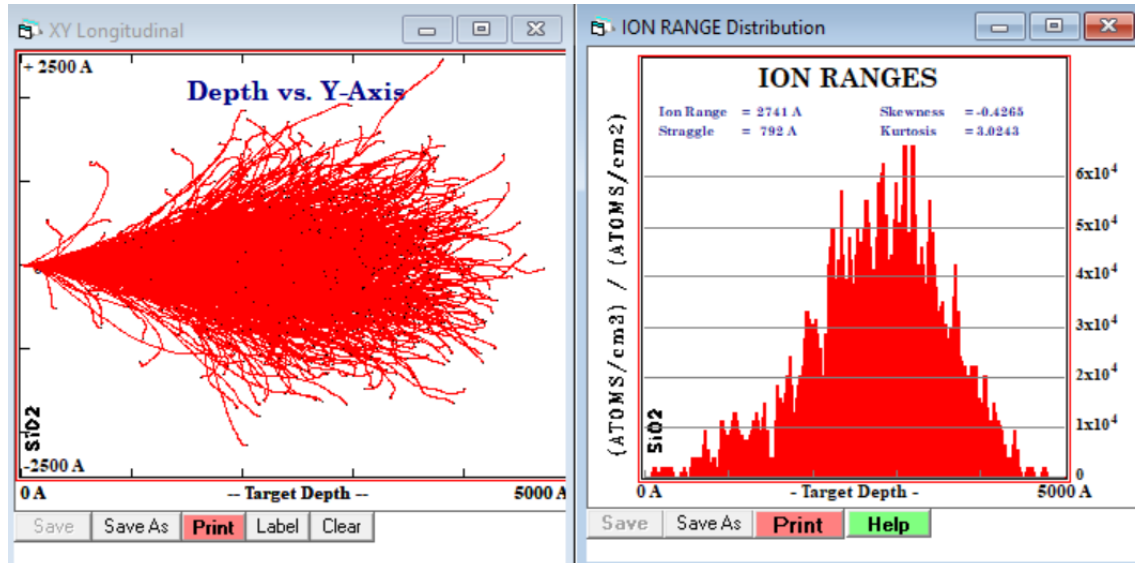 XY Longitudinal
+ 2500 A
Depth vs. Y-Axis
SiO2
-2500 A
0 A -- Target Depth -- 5000 A
Save Save As Print Label Clear
ION RANGE Distribution
ION RANGES
Ion Range = 2741 A Skewness = -0.4265
Straggle = 792 A Kurtosis = 3.0243
(ATOMS/cm3) / (ATOMS/cm2)
6x10⁴
5x10⁴
4x10⁴
3x10⁴
2x10⁴
1x10⁴
0
SiO2
0 A - Target Depth - 5000 A
Save Save As Print Help